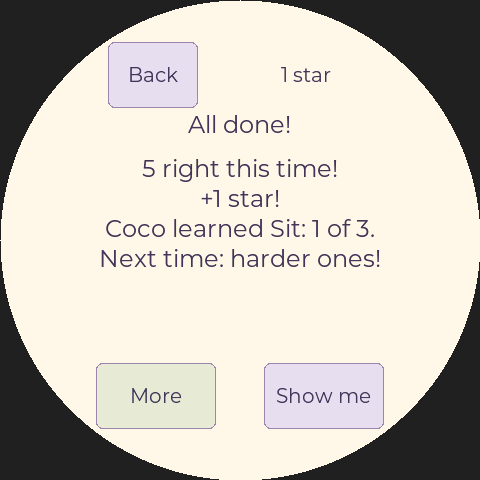 Back
1 star
All done!
5 right this time!
+1 star!
Coco learned Sit: 1 of 3.
Next time: harder ones!
More
Show me